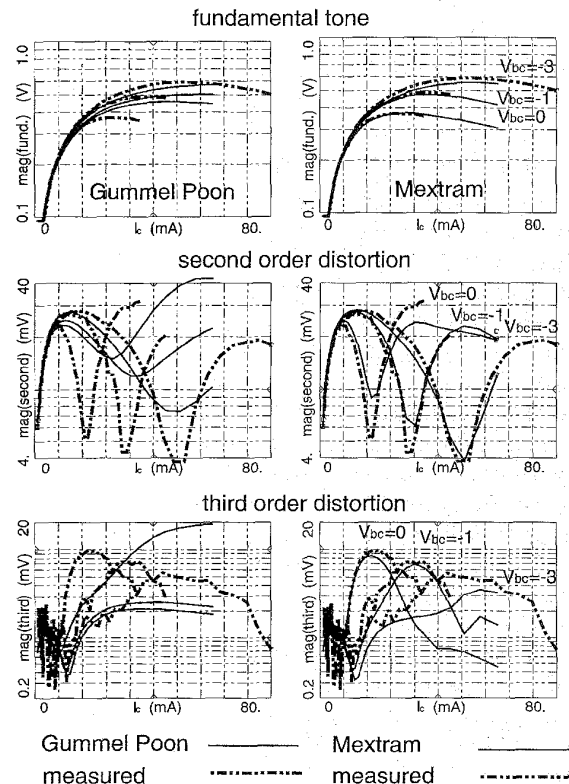 fundamental tone
1.0
(V)
mag(fund.)
0.1
Gummel Poon
0
Ic (mA)
80.
Vbc=-3
Vbc=-1
Vbc=0
1.0
(V)
mag(fund.)
0.1
Mextram
0
Ic (mA)
80.
second order distortion
40
(mV)
mag(second)
4.
0
Ic (mA)
80.
Vbc=0
Vbc=-1
Vbc=-3
40
(mV)
mag(second)
4.
0
Ic (mA)
80.
third order distortion
20
(mV)
mag(third)
0.2
0
Ic (mA)
80.
Vbc=0
Vbc=-1
Vbc=-3
20
(mV)
mag(third)
0.2
0
Ic (mA)
80.
Gummel Poon
measured
Mextram
measured